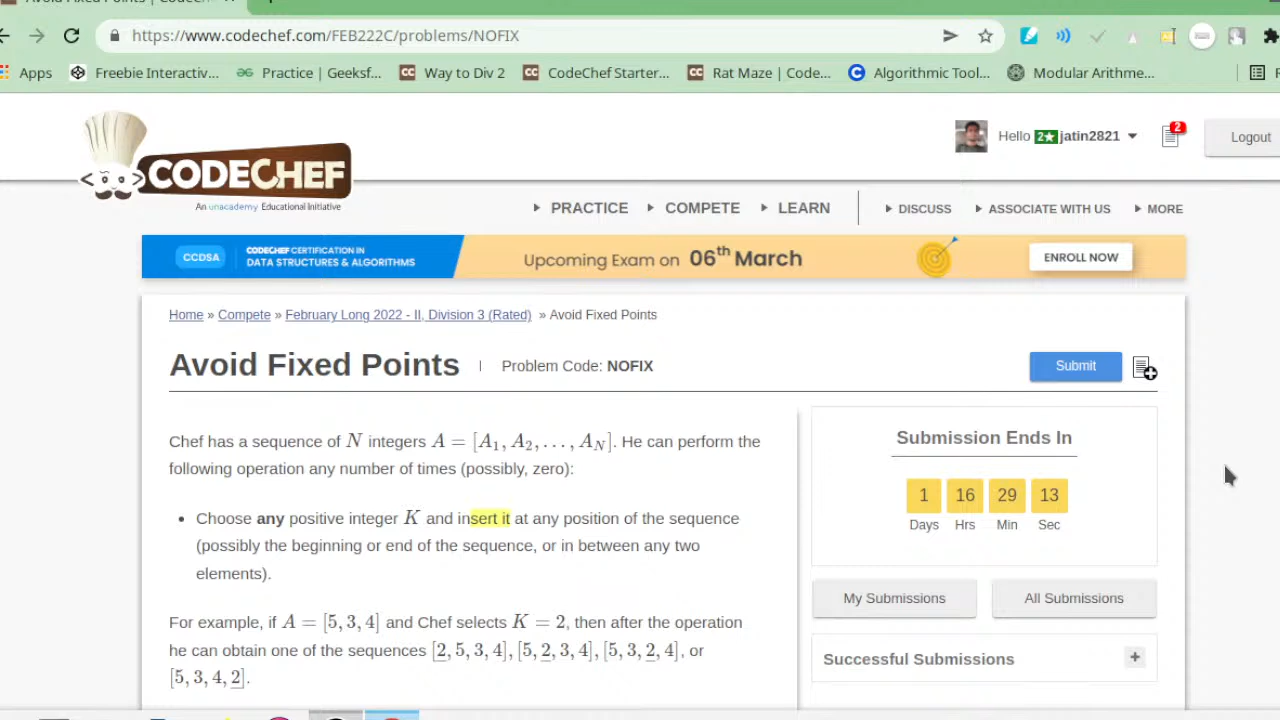 https://www.codechef.com/FEB222C/problems/NOFIX
Apps Freebie Interactiv... Practice | Geeksf... Way to Div 2 CodeChef Starter... Rat Maze | Code... Algorithmic Tool... Modular Arithme...
Hello 2★ jatin2821 2 Logout
CODECHEF
An unacademy Educational Initiative
PRACTICE COMPETE LEARN DISCUSS ASSOCIATE WITH US MORE
CCDSA CODECHEF CERTIFICATION IN
DATA STRUCTURES & ALGORITHMS
Upcoming Exam on 06th March ENROLL NOW
Home » Compete » February Long 2022 - II, Division 3 (Rated) » Avoid Fixed Points
Avoid Fixed Points | Problem Code: NOFIX Submit
Chef has a sequence of N integers A = [A1, A2, . . . , AN]. He can perform the
following operation any number of times (possibly, zero):
• Choose any positive integer K and insert it at any position of the sequence
(possibly the beginning or end of the sequence, or in between any two
elements).
For example, if A = [5, 3, 4] and Chef selects K = 2, then after the operation
he can obtain one of the sequences [2, 5, 3, 4], [5, 2, 3, 4], [5, 3, 2, 4], or
[5, 3, 4, 2].
Submission Ends In
1 16 29 13
Days Hrs Min Sec
My Submissions All Submissions
Successful Submissions +